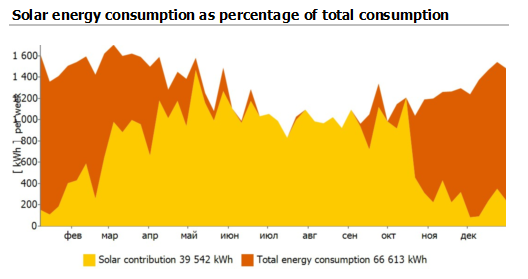 Solar energy consumption as percentage of total consumption
[ kWh ] per week
1 600
1 400
1 200
1 000
800
600
400
200
0
фев мар апр май июн июл авг сен окт ноя дек
Solar contribution 39 542 kWh Total energy consumption 66 613 kWh